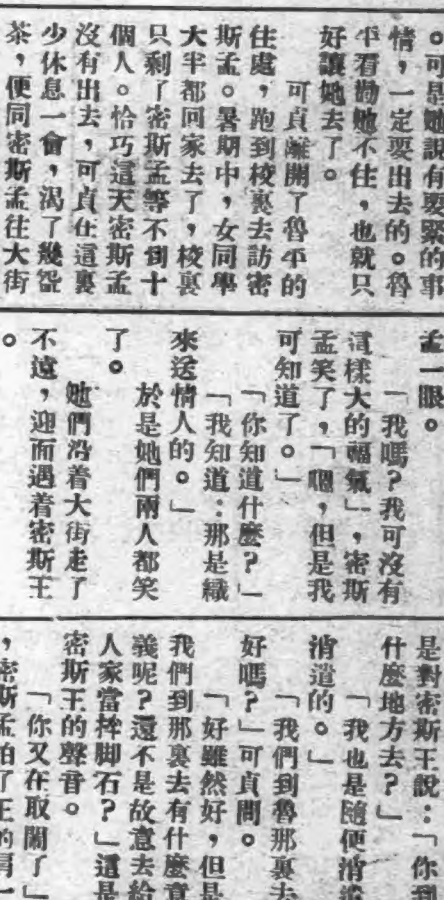 。可是她說有要緊的事
情，一定要出去的。魯
平看勸她不住，也就只
好讓她去了。
可貞離開了魯平的
住處，跑到校裏去訪密
斯孟。暑期中，女同學
大半都回家去了，校裏
只剩了密斯孟等不到十
個人。恰巧這天密斯孟
沒有出去，可貞在這裏
少休息一會，渴了幾盌
茶，便同密斯孟往大街
孟一眼。
「我嗎？我可沒有
這樣大的福氣」，密斯
孟笑了，「嗯，但是我
可知道了。」
「你知道什麼？」
「我知道：那是織
來送情人的。」
於是她們兩人都笑
了。
她們沿着大街走了
不遠，迎面遇着密斯王
。
是對密斯王說：「你到
什麼地方去？」
「我也是隨便消遣
消遣的。」
「我們到魯那裏去
好嗎？」可貞問。
「好雖然好，但是
我們到那裏去有什麼意
義呢？還不是故意去給
人家當拌脚石？」這是
密斯王的聲音。
「你又在取鬧了」
，密斯孟拍了王的肩一